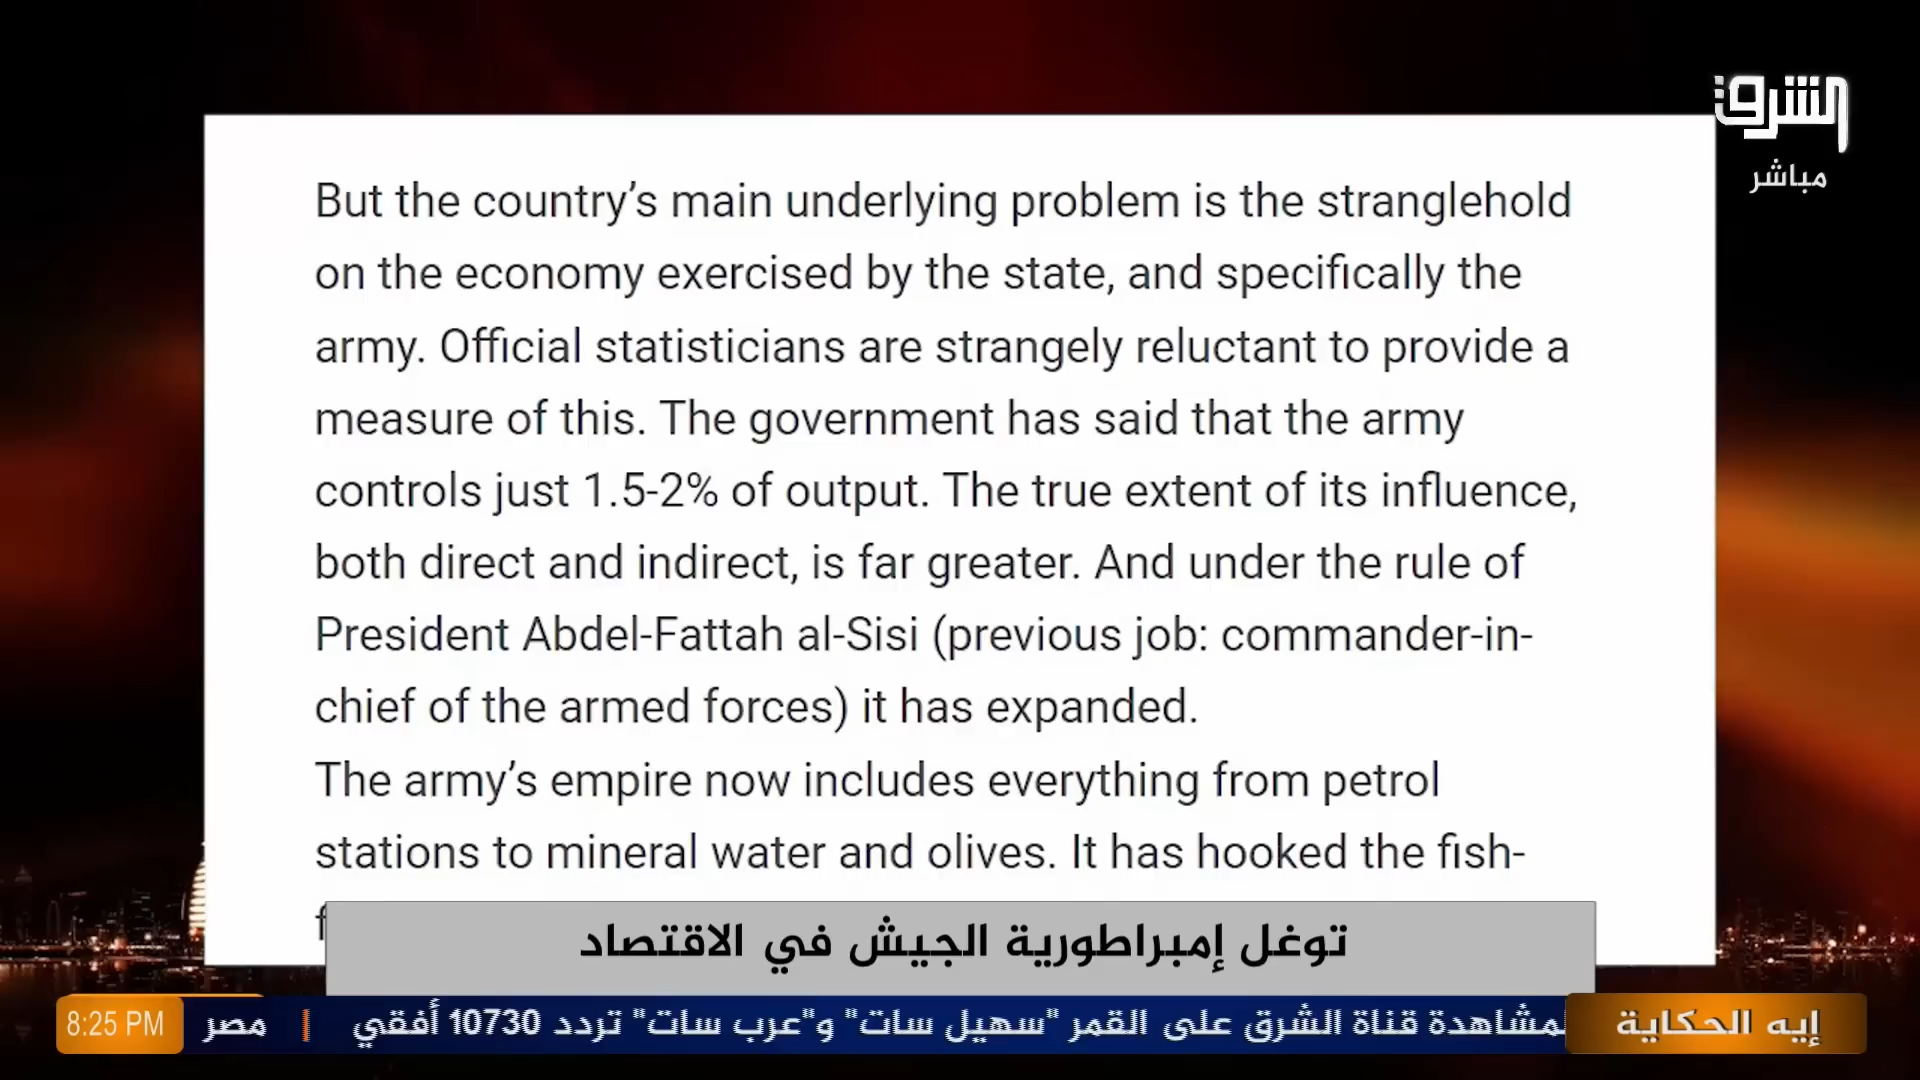 الشرق
مباشر
But the country’s main underlying problem is the stranglehold
on the economy exercised by the state, and specifically the
army. Official statisticians are strangely reluctant to provide a
measure of this. The government has said that the army
controls just 1.5-2% of output. The true extent of its influence,
both direct and indirect, is far greater. And under the rule of
President Abdel-Fattah al-Sisi (previous job: commander-in-
chief of the armed forces) it has expanded.
The army’s empire now includes everything from petrol
stations to mineral water and olives. It has hooked the fish-
توغل إمبراطورية الجيش في الاقتصاد
إيه الحكاية
لمشاهدة قناة الشرق على القمر "سهيل سات" و"عرب سات" تردد 10730 أفقي | مصر
8:25 PM